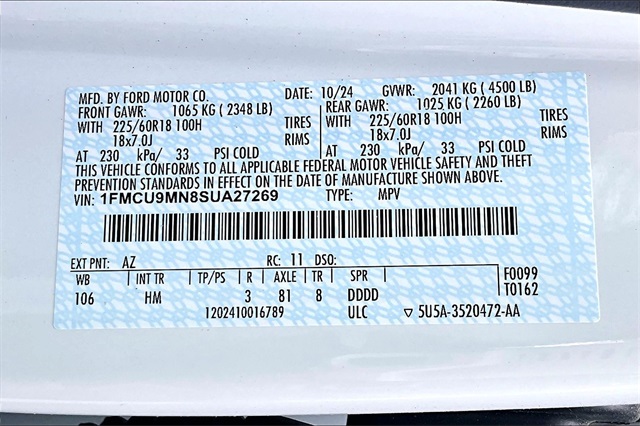 MFD. BY FORD MOTOR CO. DATE: 10/24 GVWR: 2041 KG ( 4500 LB)
FRONT GAWR: 1065 KG ( 2348 LB) REAR GAWR: 1025 KG ( 2260 LB)
WITH 225/60R18 100H TIRES WITH 225/60R18 100H TIRES
18x7.0J RIMS 18x7.0J RIMS
AT 230 kPa/ 33 PSI COLD AT 230 kPa/ 33 PSI COLD
THIS VEHICLE CONFORMS TO ALL APPLICABLE FEDERAL MOTOR VEHICLE SAFETY AND THEFT
PREVENTION STANDARDS IN EFFECT ON THE DATE OF MANUFACTURE SHOWN ABOVE.
VIN: 1FMCU9MN8SUA27269 TYPE: MPV
EXT PNT: AZ RC: 11 DSO: F0099
WB INT TR TP/PS R AXLE TR SPR T0162
106 HM 3 81 8 DDDD
1202410016789 ULC ▽ 5U5A-3520472-AA